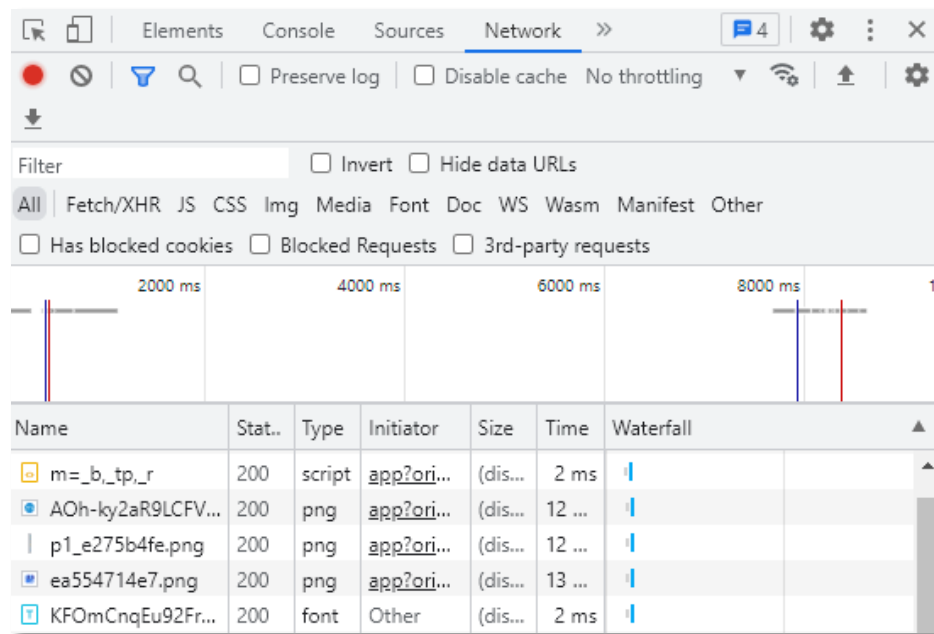 Elements Console Sources Network » 4
Preserve log Disable cache No throttling
Filter Invert Hide data URLs
All Fetch/XHR JS CSS Img Media Font Doc WS Wasm Manifest Other
Has blocked cookies Blocked Requests 3rd-party requests
2000 ms 4000 ms 6000 ms 8000 ms 1
Name Stat.. Type Initiator Size Time Waterfall
m=_b,_tp,_r 200 script app?ori... (dis... 2 ms
AOh-ky2aR9LCFV... 200 png app?ori... (dis... 12 ...
p1_e275b4fe.png 200 png app?ori... (dis... 12 ...
ea554714e7.png 200 png app?ori... (dis... 13 ...
KFOmCnqEu92Fr... 200 font Other (dis... 2 ms